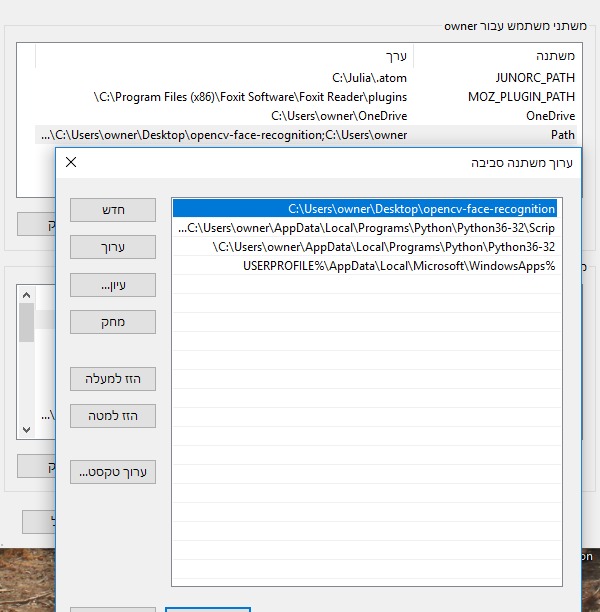 משתני משתמש עבור owner
משתנה ערך
JUNORC_PATH C:\Julia\.atom
MOZ_PLUGIN_PATH C:\Program Files (x86)\Foxit Software\Foxit Reader\plugins\
OneDrive C:\Users\owner\OneDrive
Path C:\Users\owner\Desktop\opencv-face-recognition;C:\Users\owner\...
ערוך משתנה סביבה
C:\Users\owner\Desktop\opencv-face-recognition
C:\Users\owner\AppData\Local\Programs\Python\Python36-32\Scrip...
C:\Users\owner\AppData\Local\Programs\Python\Python36-32\
%USERPROFILE%\AppData\Local\Microsoft\WindowsApps
חדש
ערוך
עיון...
מחק
הזז למעלה
הזז למטה
ערוך טקסט...